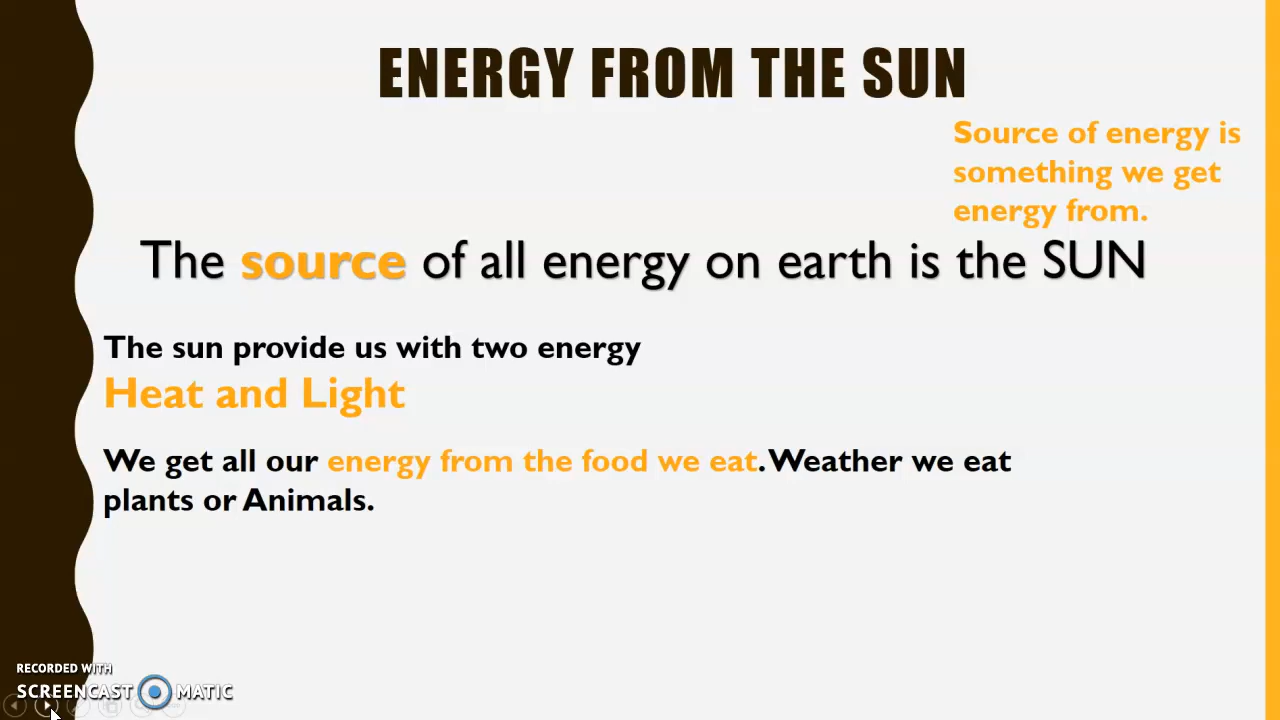 ENERGY FROM THE SUN
Source of energy is
something we get
energy from.
The source of all energy on earth is the SUN
The sun provide us with two energy
Heat and Light
We get all our energy from the food we eat. Weather we eat
plants or Animals.
RECORDED WITH
SCREENCAST MATIC